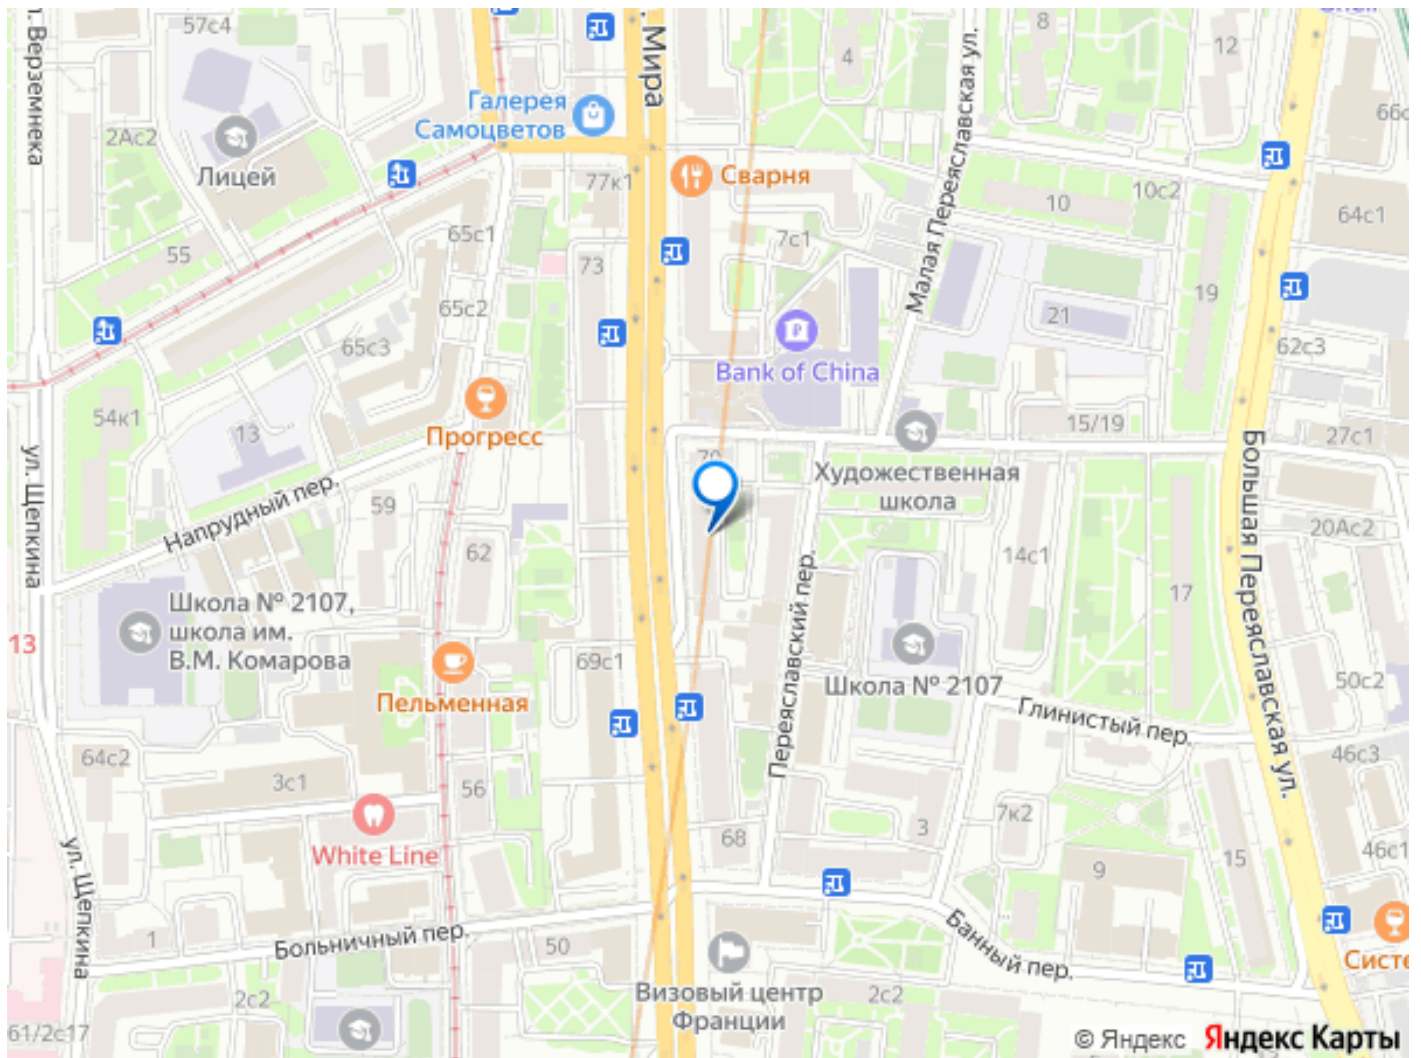 57с4
ул. Верземнека
Мира
8
12
4
66с
Галерея
Самоцветов
2Ас2
Лицей
77к1
Сварня
Малая Переяславская ул.
10
10с2
64с1
65с1
7с1
55
73
65с2
19
21
65с3
62с3
Bank of China
54к1
13
Прогресс
15/19
27с1
Художественная
школа
ул. Щепкина
Напрудный пер.
59
62
14с1
20Ас2
Большая Переяславская ул.
Переяславский пер.
17
Школа № 2107,
школа им.
В.М. Комарова
13
69с1
Школа № 2107
50с2
Пельменная
Глинистый пер.
64с2
3с1
56
46с3
7к2
3
68
White Line
ул. Щепкина
9
15
46с1
1
Больничный пер.
50
Банный пер.
Систе
2с2
Визовый центр
Франции
2с2
61/2с17
© Яндекс Яндекс Карты